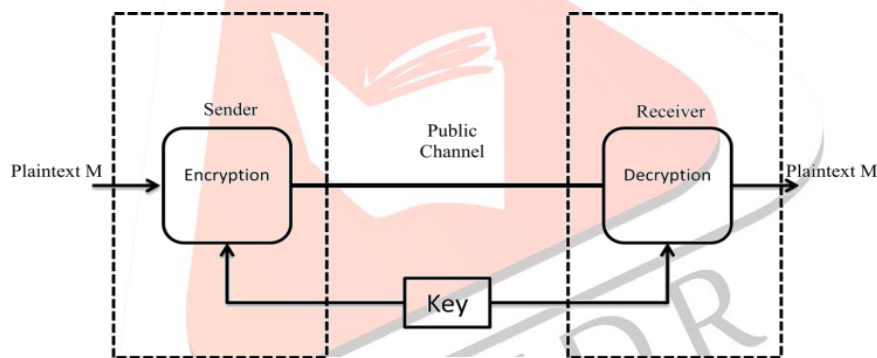 Sender
Receiver
Public
Channel
Plaintext M
Encryption
Decryption
Plaintext M
Key